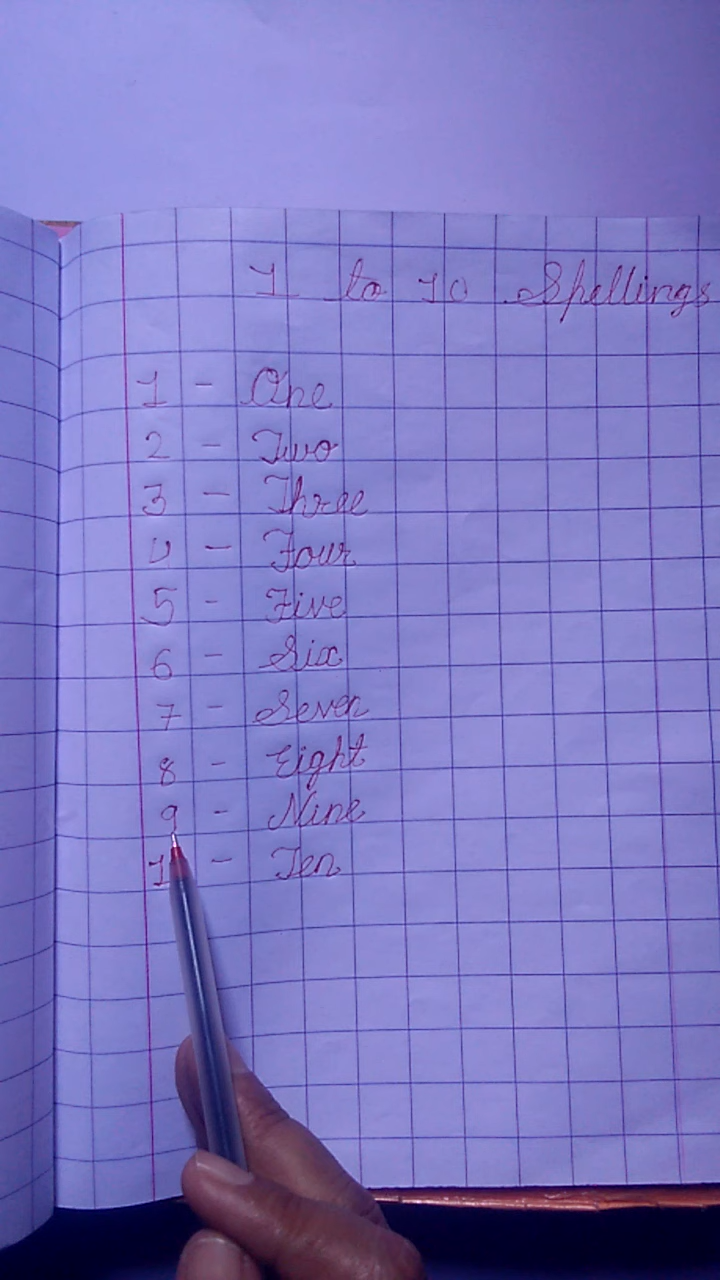 1 to 10 Spellings
1 - One
2 - Two
3 - Three
4 - Four
5 - Five
6 - Six
7 - Seven
8 - Eight
9 - Nine
10 - Ten